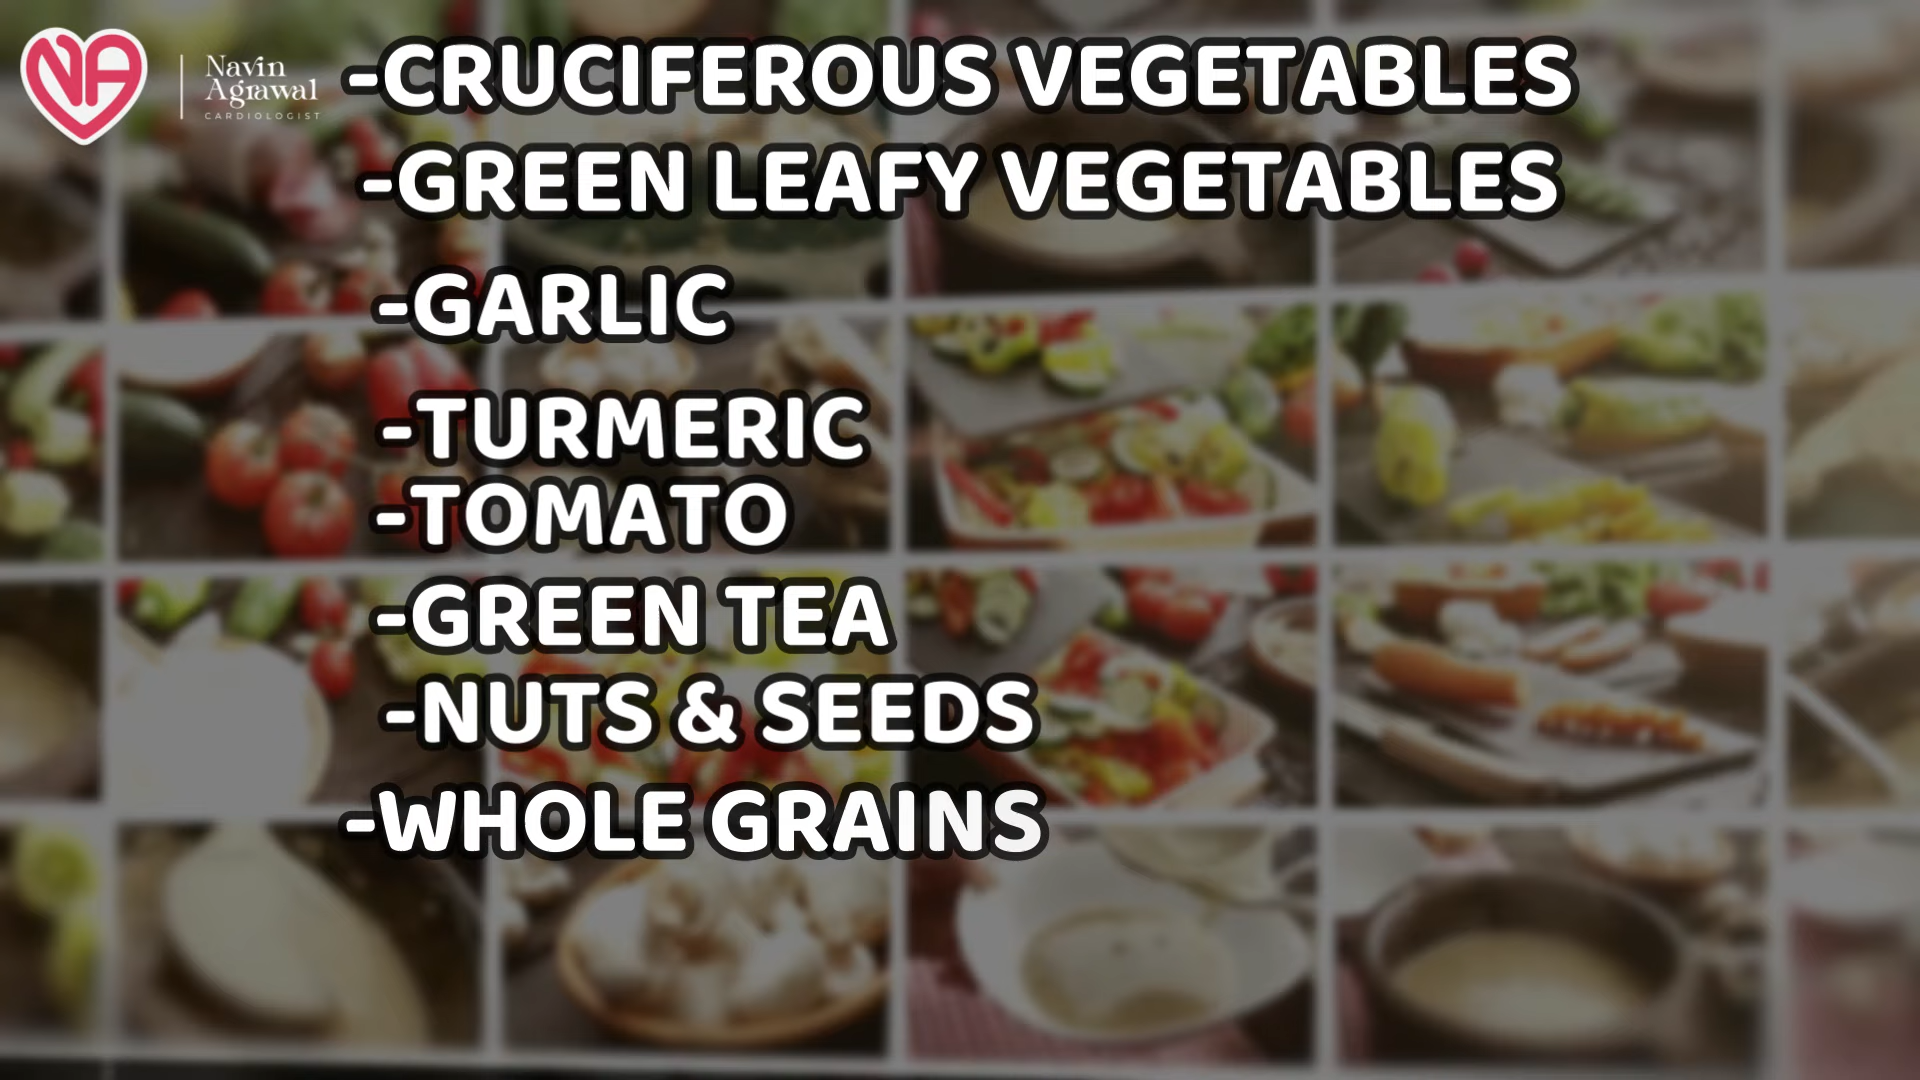 Navin
Agrawal
CARDIOLOGIST
-CRUCIFEROUS VEGETABLES
-GREEN LEAFY VEGETABLES
-GARLIC
-TURMERIC
-TOMATO
-GREEN TEA
-NUTS & SEEDS
-WHOLE GRAINS